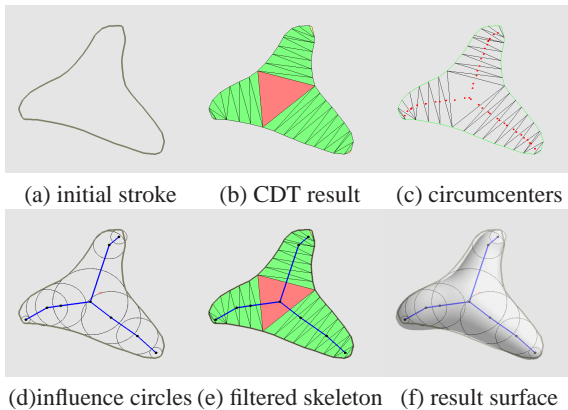 (a) initial stroke (b) CDT result (c) circumcenters
(d)influence circles (e) filtered skeleton (f) result surface